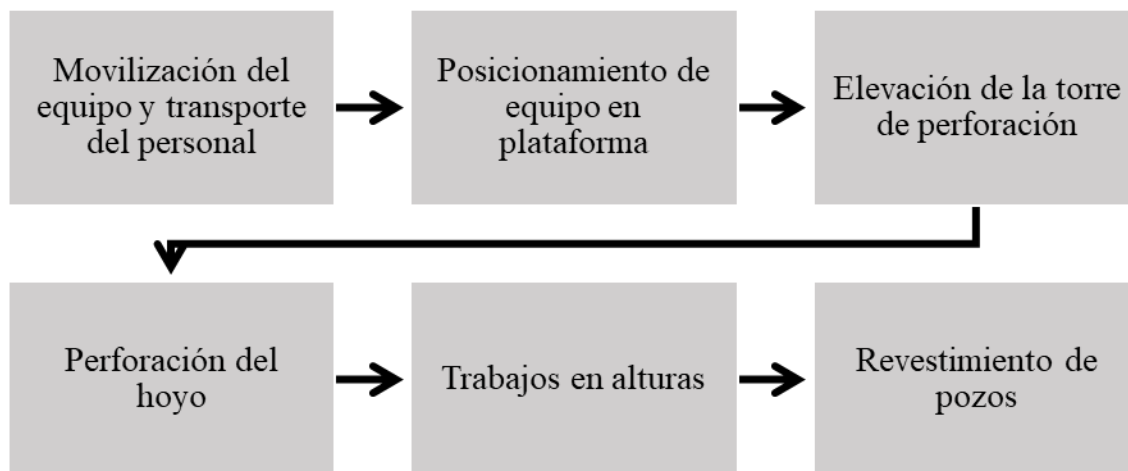 Movilización del
equipo y transporte
del personal
Posicionamiento de
equipo en
plataforma
Elevación de la torre
de perforación
Perforación del
hoyo
Trabajos en alturas
Revestimiento de
pozos